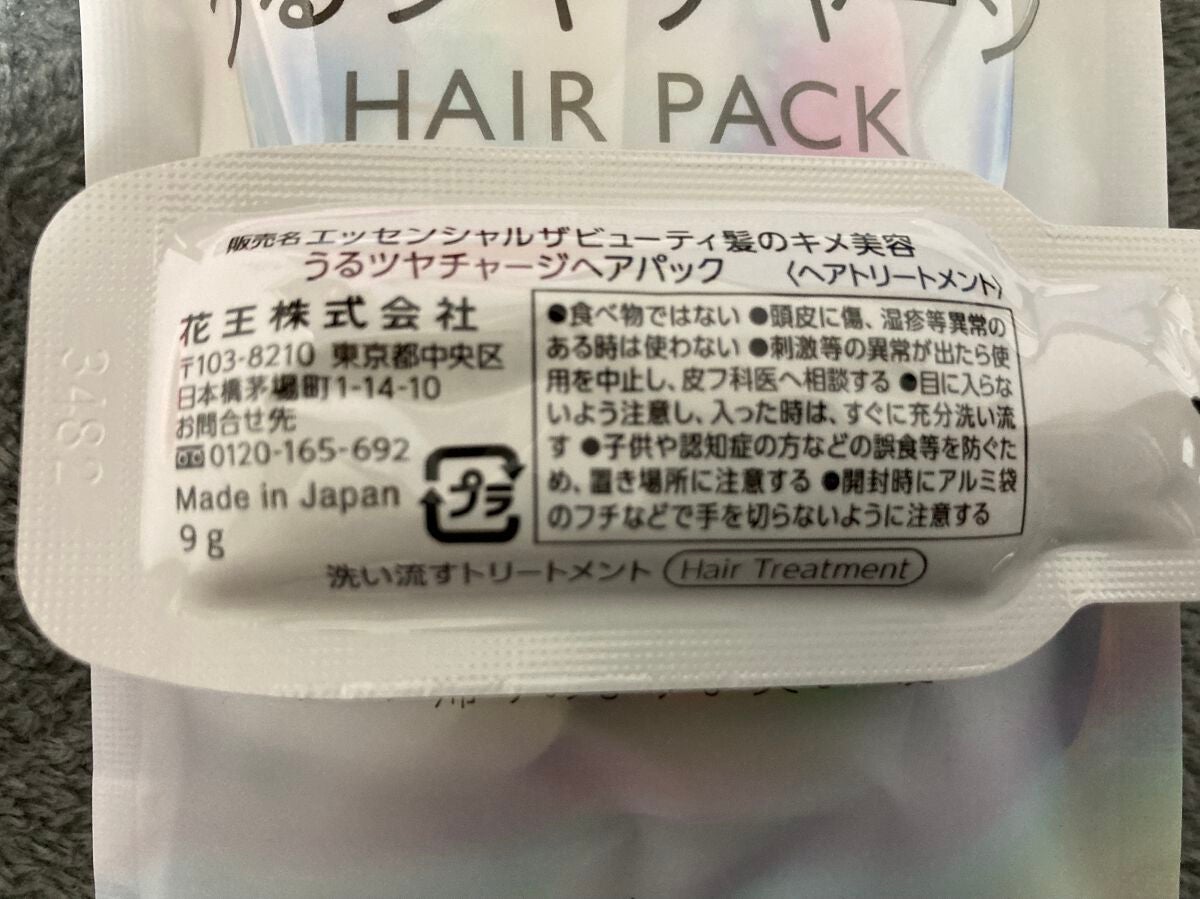 うるツヤチャージ
HAIR PACK
販売名 エッセンシャルザビューティ髪のキメ美容
うるツヤチャージヘアパック 〈ヘアトリートメント〉
花王株式会社
〒103-8210 東京都中央区
日本橋茅場町1-14-10
お問合せ先
0120-165-692
Made in Japan
9g
プラ
●食べ物ではない ●頭皮に傷、湿疹等異常の
ある時は使わない ●刺激等の異常が出たら使
用を中止し、皮フ科医へ相談する ●目に入らな
いよう注意し、入った時は、すぐに充分洗い流
す ●子供や認知症の方などの誤食等を防ぐた
め、置き場所に注意する ●開封時にアルミ袋
のフチなどで手を切らないように注意する
洗い流すトリートメント Hair Treatment